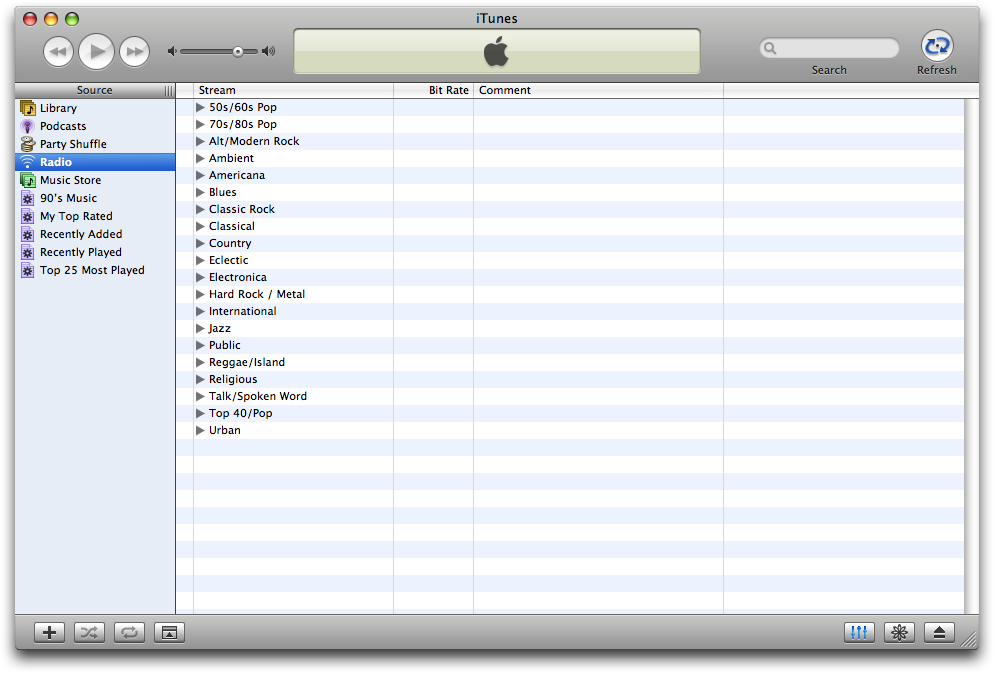 iTunes
Search
Refresh
Source
Stream Bit Rate Comment
Library
Podcasts
Party Shuffle
Radio
Music Store
90's Music
My Top Rated
Recently Added
Recently Played
Top 25 Most Played
50s/60s Pop
70s/80s Pop
Alt/Modern Rock
Ambient
Americana
Blues
Classic Rock
Classical
Country
Eclectic
Electronica
Hard Rock / Metal
International
Jazz
Public
Reggae/Island
Religious
Talk/Spoken Word
Top 40/Pop
Urban